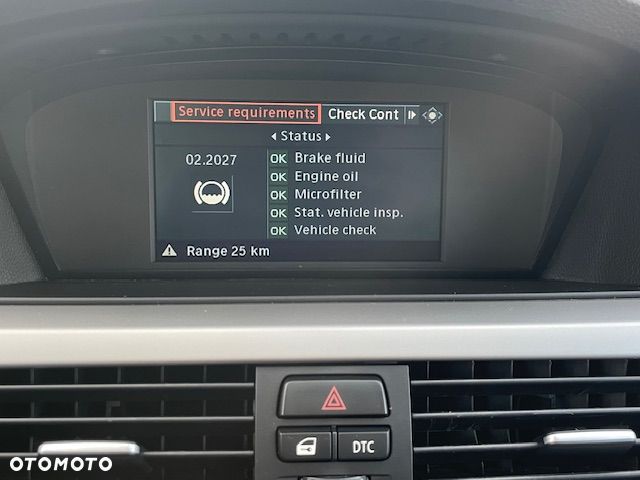 Service requirements Check Cont
Status
02.2027
OK Brake fluid
OK Engine oil
OK Microfilter
OK Stat. vehicle insp.
OK Vehicle check
Range 25 km
DTC
OTOMOTO